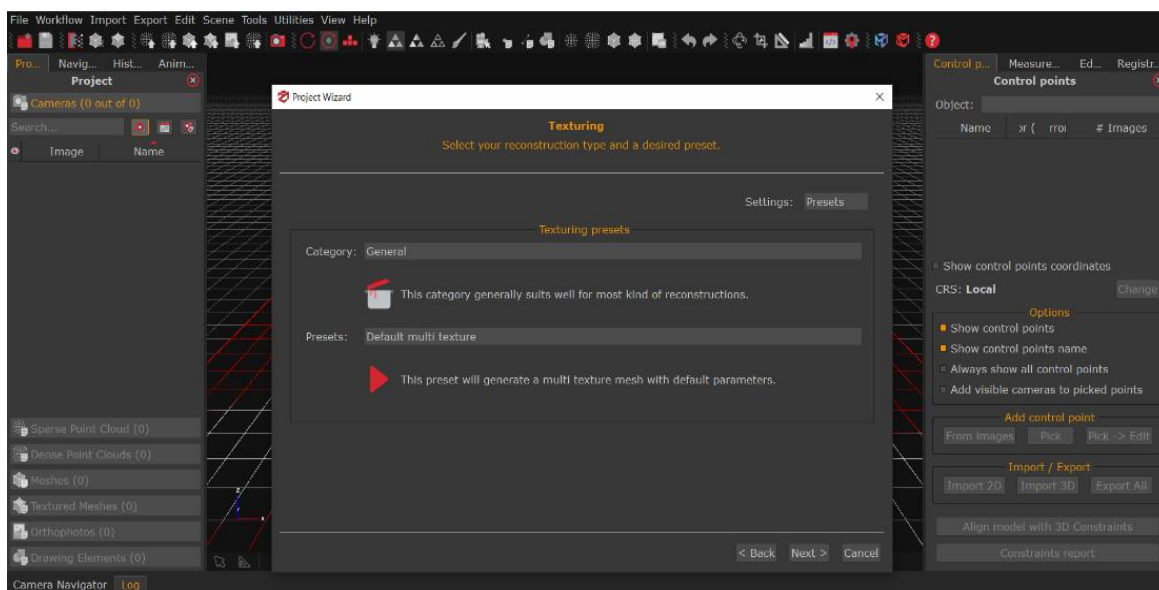 File Workflow Import Export Edit Scene Tools Utilities View Help
Pro... Navig... Hist... Anim...
Project
Cameras (0 out of 0)
Search...
Image Name
Sparse Point Cloud (0)
Dense Point Clouds (0)
Meshes (0)
Textured Meshes (0)
Orthophotos (0)
Drawing Elements (0)
Camera Navigator Log
Project Wizard
Texturing
Select your reconstruction type and a desired preset.
Settings: Presets
Texturing presets
Category: General
This category generally suits well for most kind of reconstructions.
Presets: Default multi texture
This preset will generate a multi texture mesh with default parameters.
< Back Next > Cancel
Control p... Measure... Ed... Registr...
Control points
Object:
Name or ( rror # Images
Show control points coordinates
CRS: Local Change
Options
Show control points
Show control points name
Always show all control points
Add visible cameras to picked points
Add control point
From images Pick Pick -> Edit
Import / Export
Import 2D Import 3D Export All
Align model with 3D Constraints
Constraints report